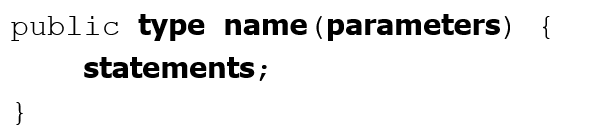 public type name(parameters) {
    statements;
}